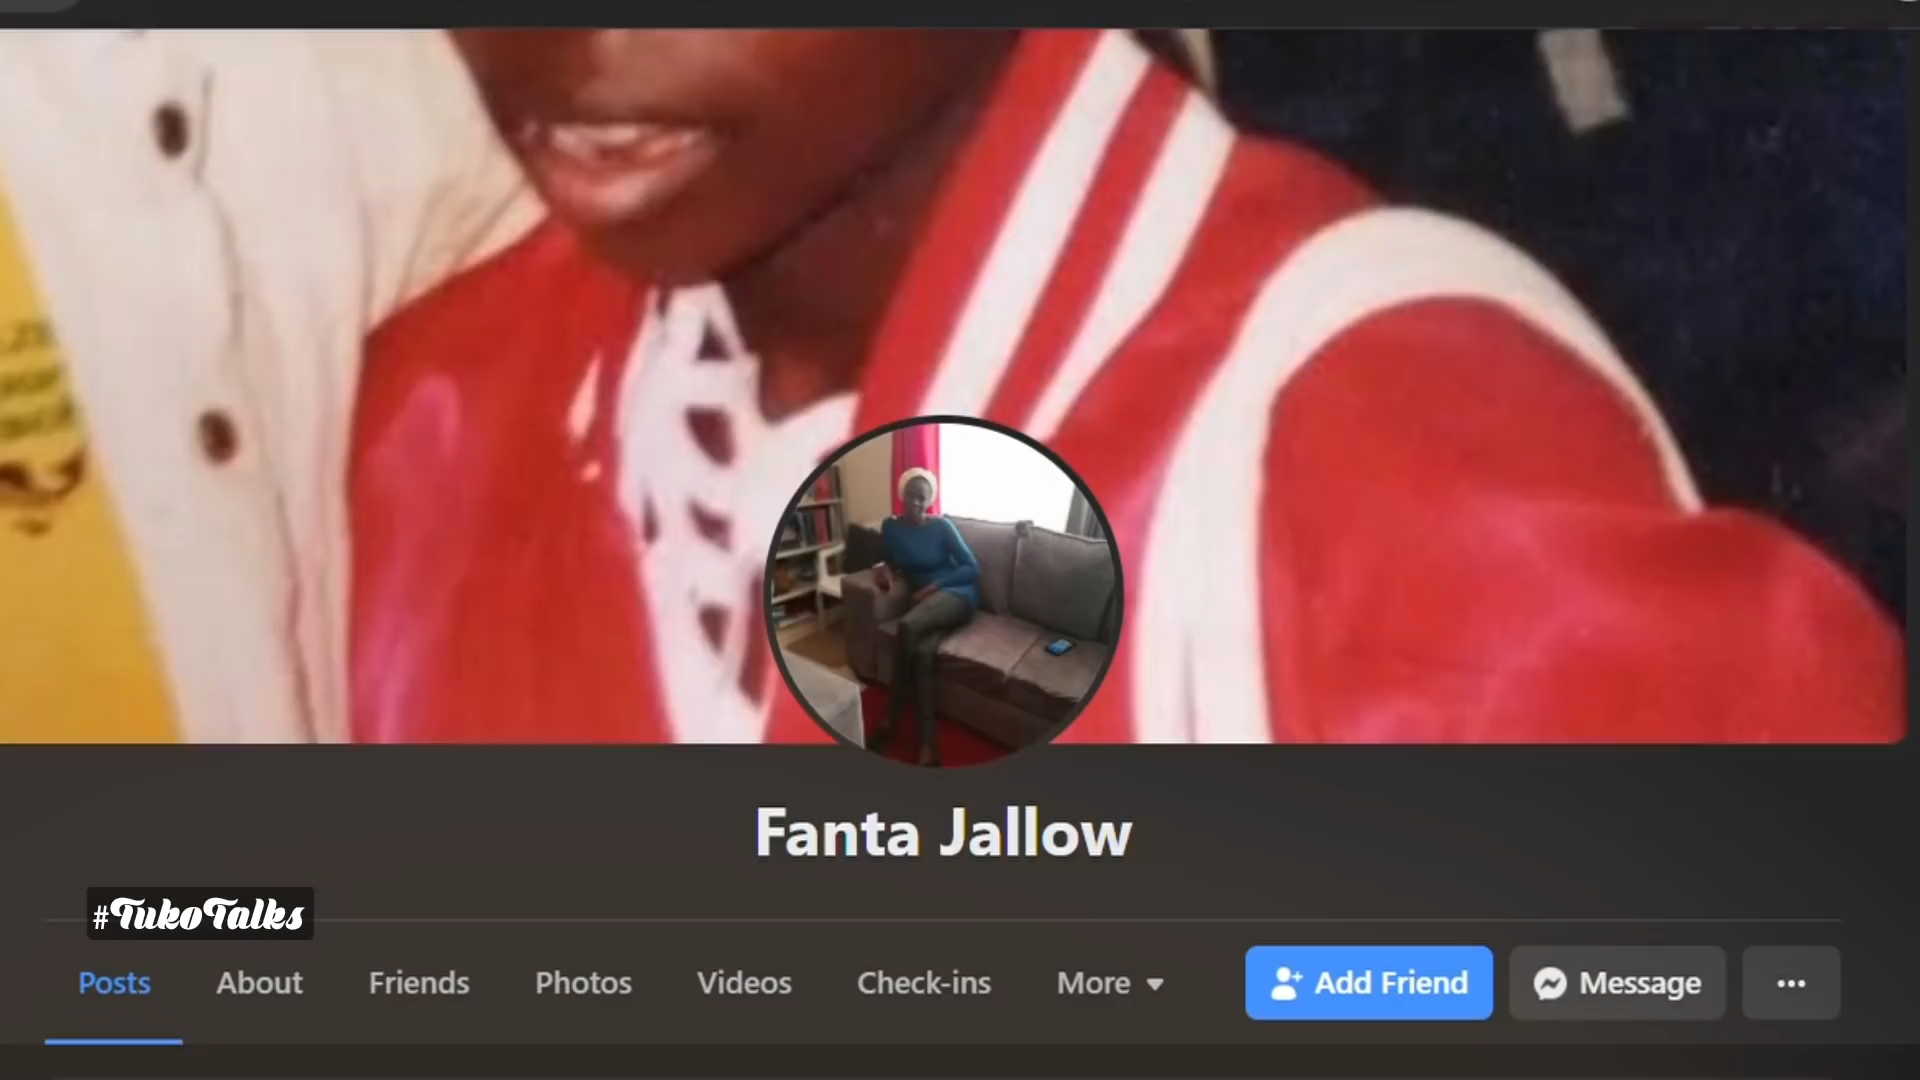 Fanta Jallow
#TukoTalks
Posts
About
Friends
Photos
Videos
Check-ins
More
Add Friend
Message